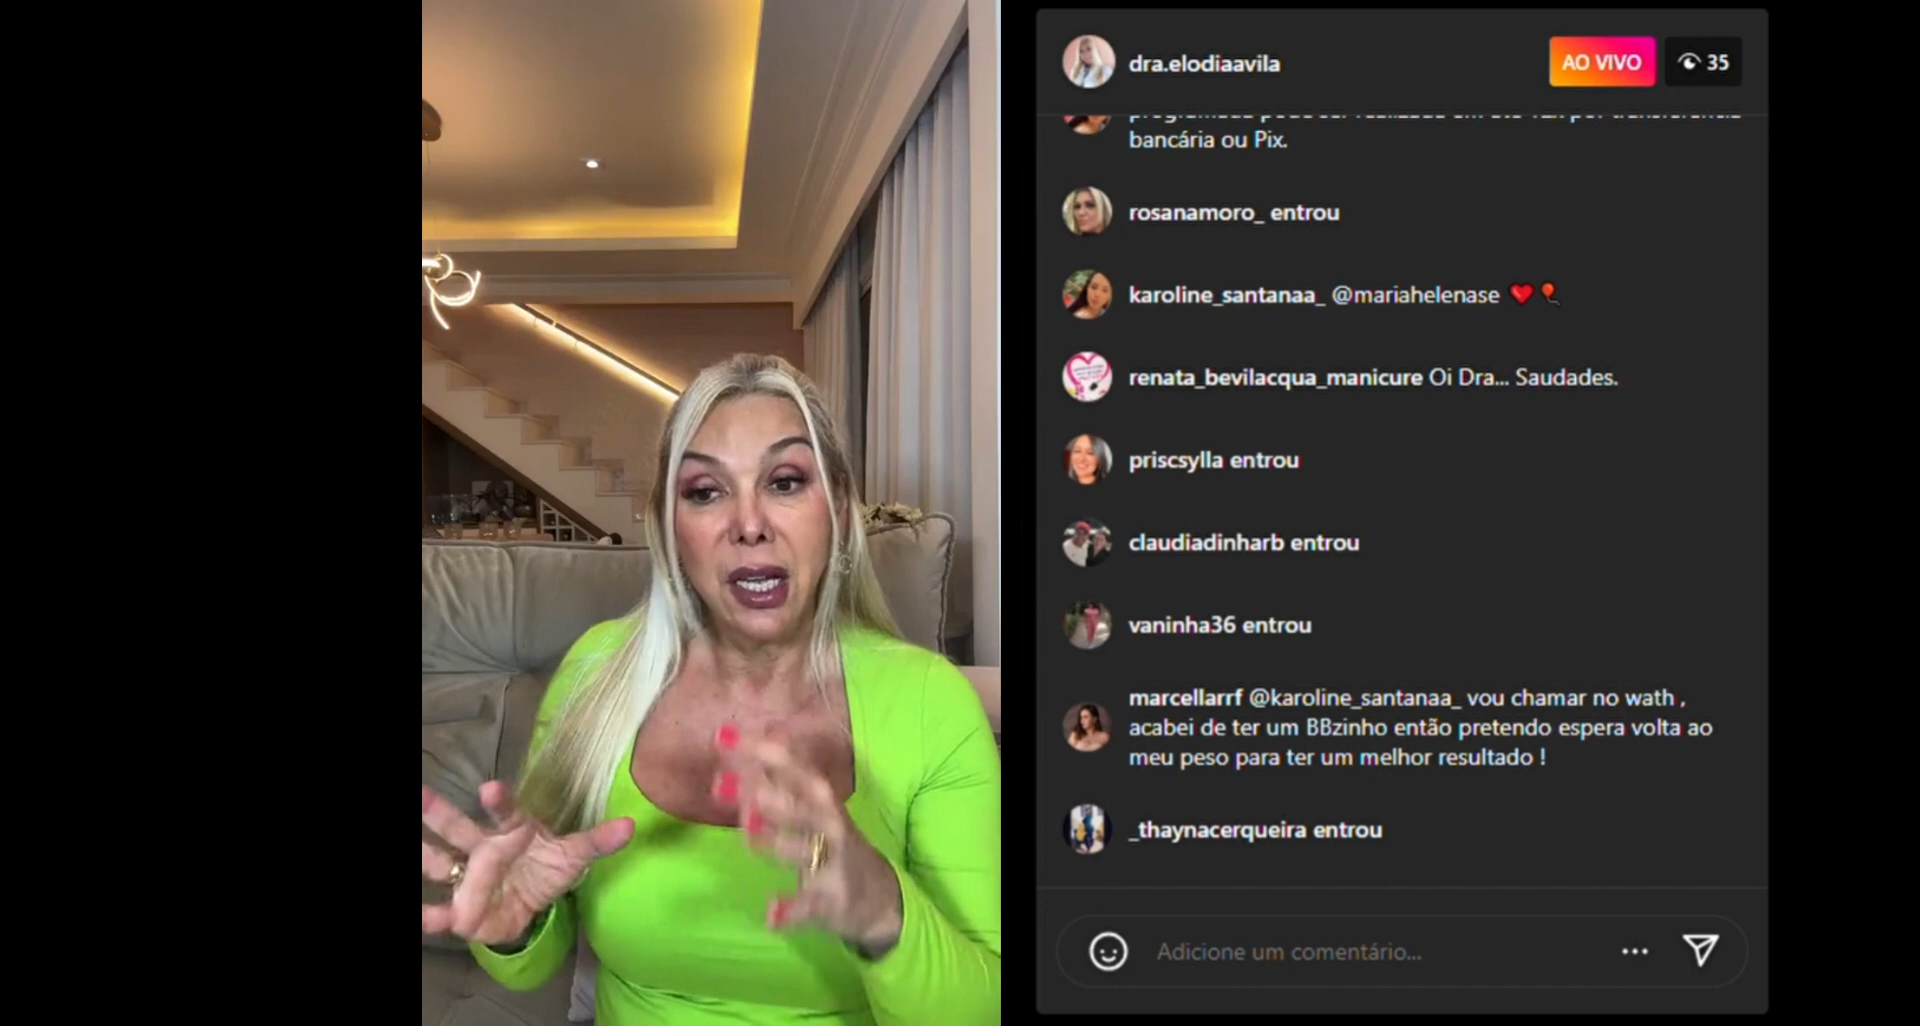 dra.elodiaavila
AO VIVO
35
bancária ou Pix.
rosanamoro_ entrou
karoline_santanaa_ @mariahelenase ❤️🎈
renata_bevilacqua_manicure Oi Dra... Saudades.
priscsylla entrou
claudiadinharb entrou
vaninha36 entrou
marcellarrf @karoline_santanaa_ vou chamar no wath ,
acabei de ter um BBzinho então pretendo espera volta ao
meu peso para ter um melhor resultado !
_thaynacerqueira entrou
Adicione um comentário...